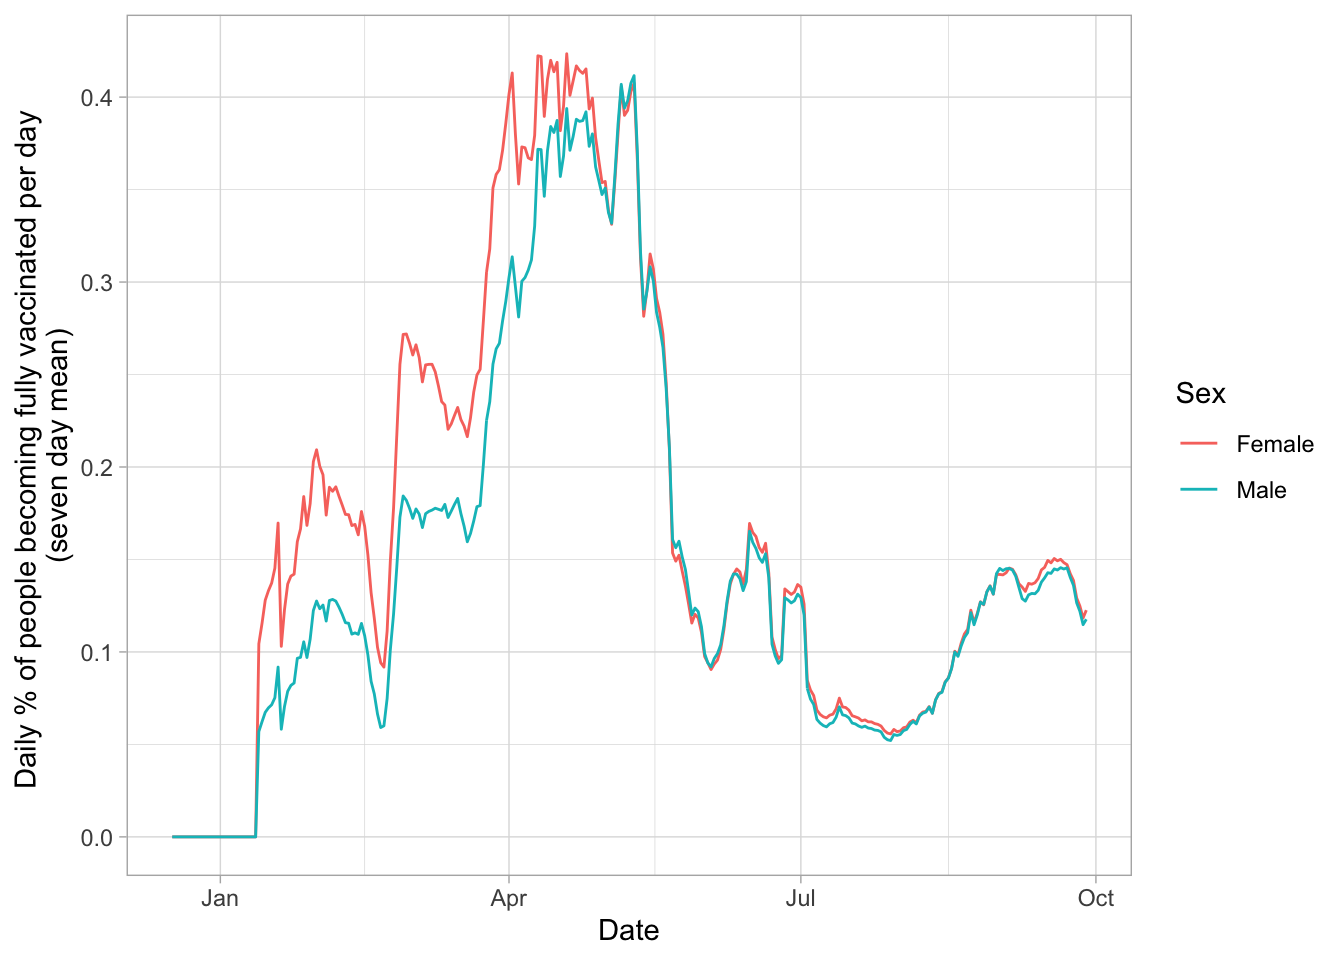 Daily % of people becoming fully vaccinated per day
(seven day mean)
0.4
0.3
0.2
0.1
0.0
Jan
Apr
Jul
Oct
Date
Sex
Female
Male